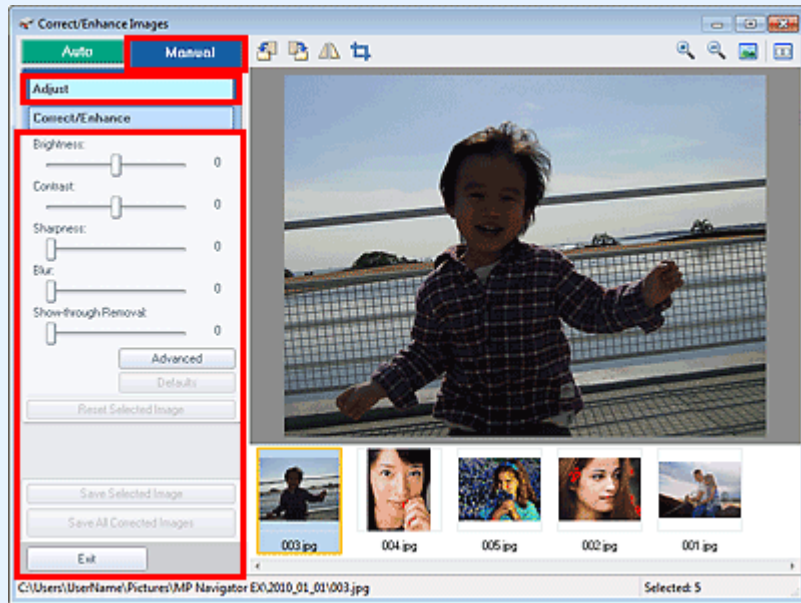 Correct/Enhance Images
Auto
Manual
Adjust
Correct/Enhance
Brightness:
0
Contrast:
0
Sharpness:
0
Blur:
0
Show-through Removal:
0
Advanced
Defaults
Reset Selected Image
Save Selected Image
Save All Corrected Images
Exit
003.jpg
004.jpg
005.jpg
002.jpg
001.jpg
C:\Users\UserName\Pictures\MP Navigator EX\2010_01_01\003.jpg
Selected: 5